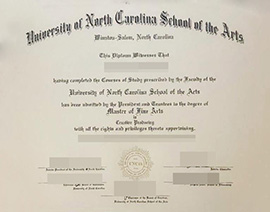 University of North Carolina School of the Arts
Winston-Salem, North Carolina
This Diploma Witnesses That
having completed the Courses of Study prescribed by the Faculty of the
University of North Carolina School of the Arts
has been admitted by the President and Trustees to the degree of
Master of Fine Arts
in
Creative Producing
with all the rights and privileges thereto appertaining.